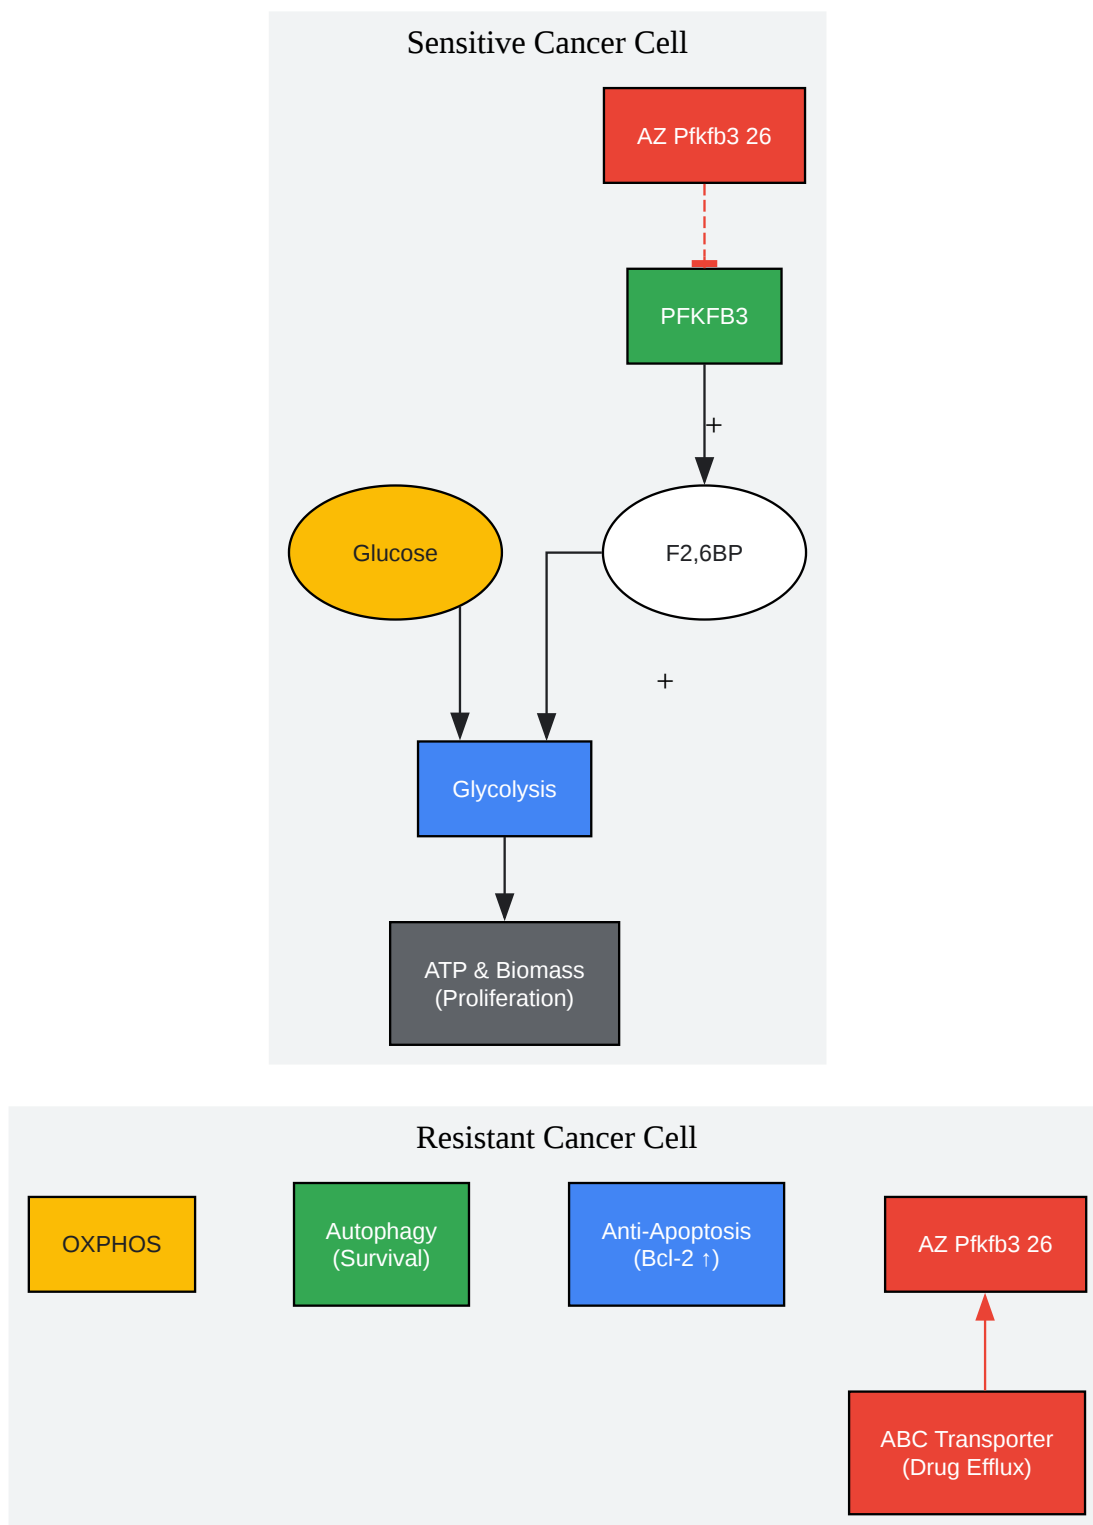 Sensitive Cancer Cell
AZ Pfkfb3 26
PFKFB3
+
Glucose
F2,6BP
+
Glycolysis
ATP & Biomass
(Proliferation)
Resistant Cancer Cell
OXPHOS
Autophagy
(Survival)
Anti-Apoptosis
(Bcl-2 ↑)
AZ Pfkfb3 26
ABC Transporter
(Drug Efflux)